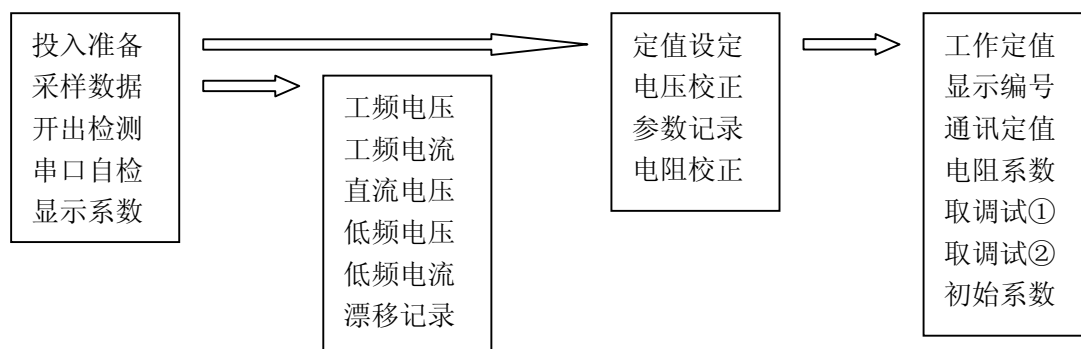 投入准备
采样数据
开出检测
串口自检
显示系数
工频电压
工频电流
直流电压
低频电压
低频电流
漂移记录
定值设定
电压校正
参数记录
电阻校正
工作定值
显示编号
通讯定值
电阻系数
取调试①
取调试②
初始系数